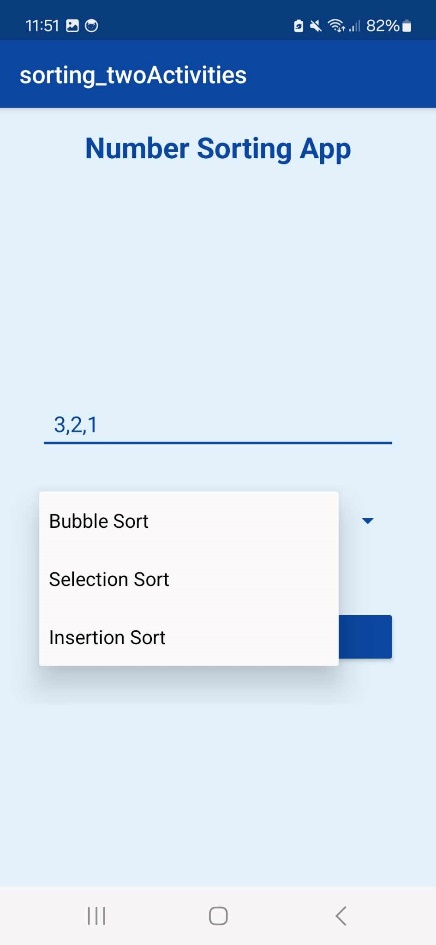 11:51 82%
sorting_twoActivities
Number Sorting App
3,2,1
Bubble Sort
Selection Sort
Insertion Sort